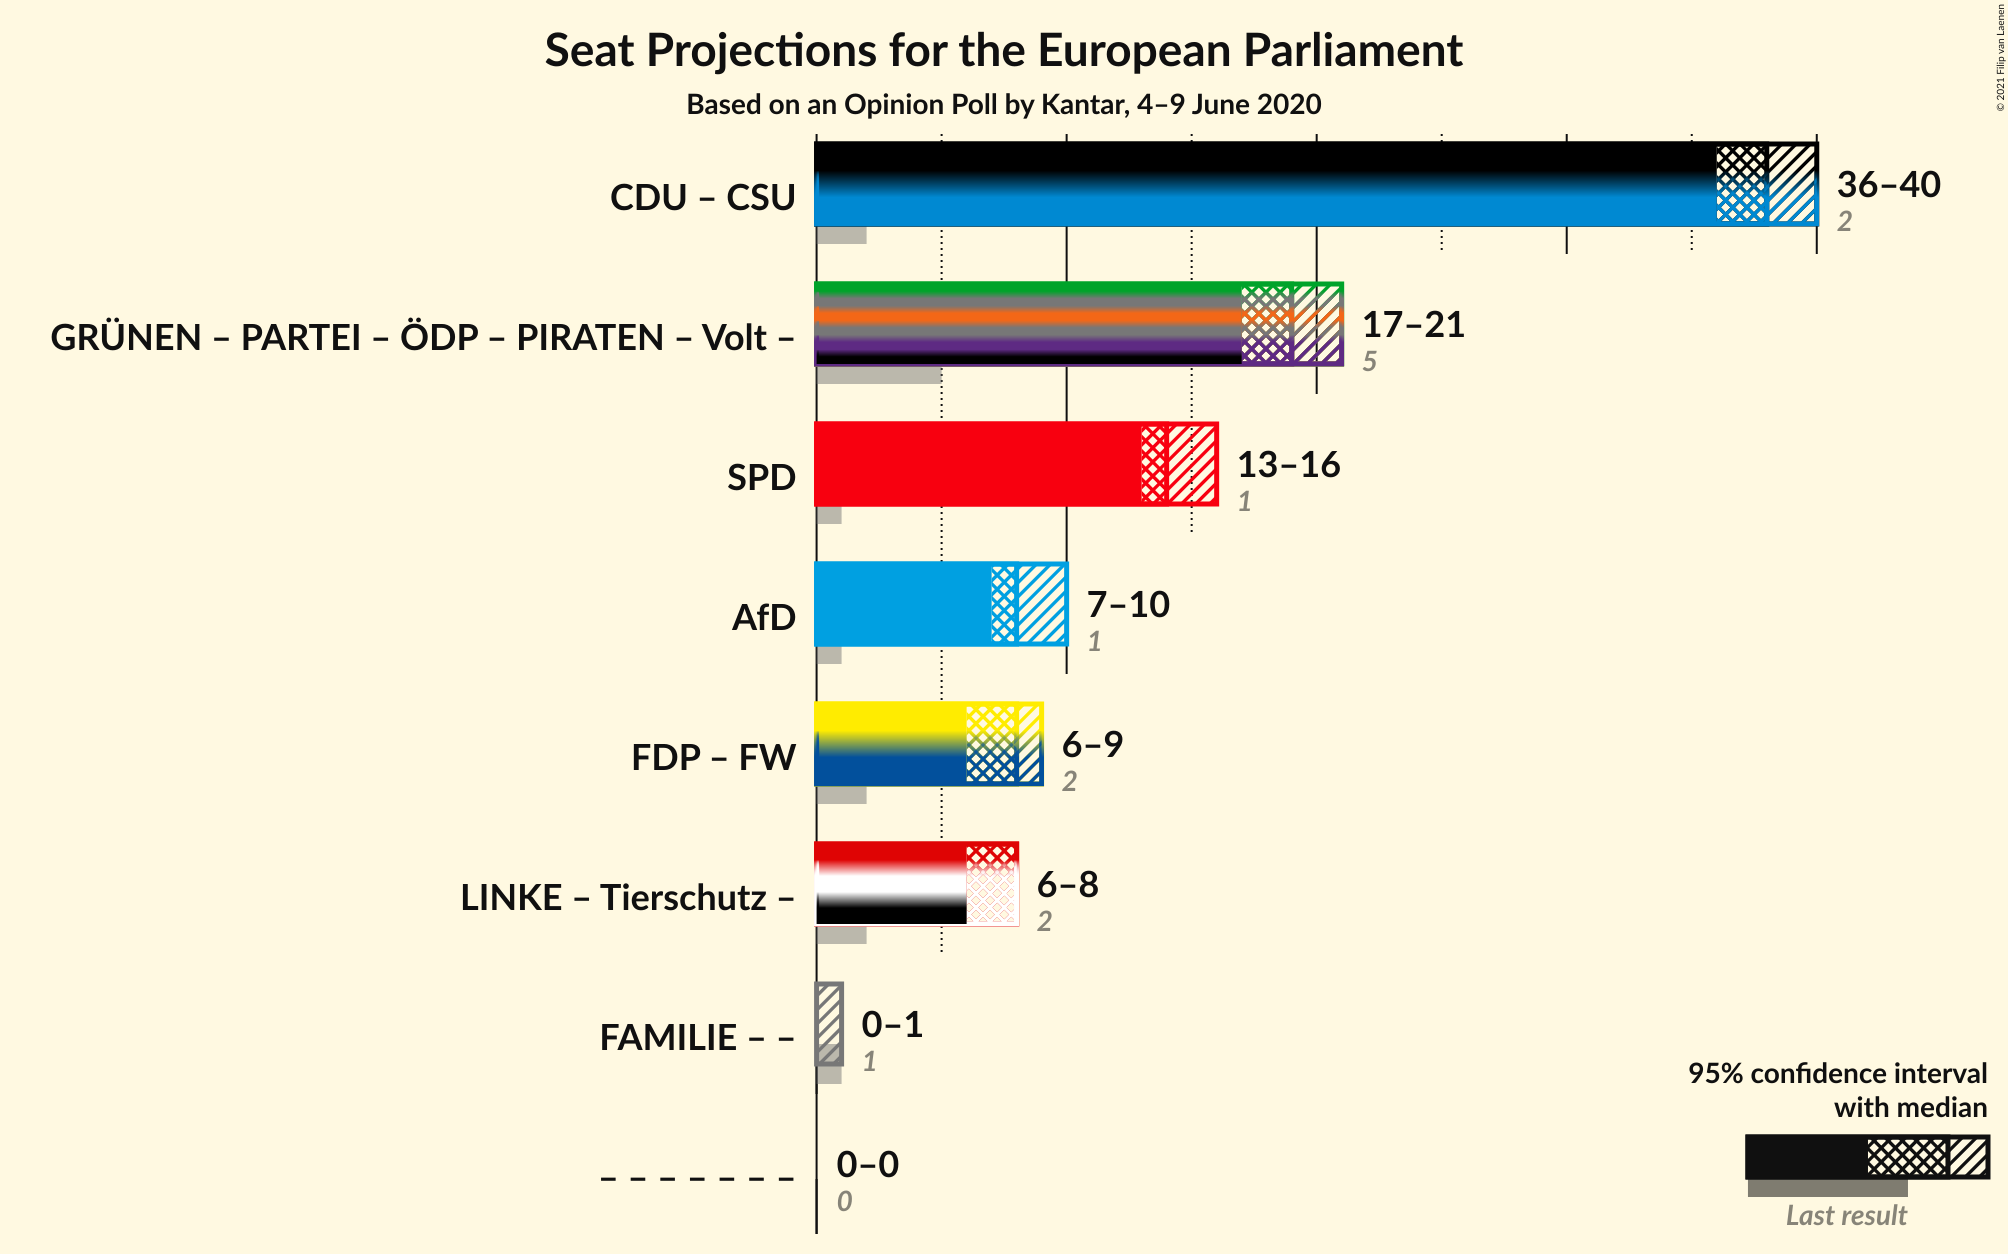 Seat Projections for the European Parliament
Based on an Opinion Poll by Kantar, 4–9 June 2020
© 2021 Filip van Laenen
CDU – CSU
36–40
2
GRÜNEN – PARTEI – ÖDP – PIRATEN – Volt –
17–21
5
SPD
13–16
1
AfD
7–10
1
FDP – FW
6–9
2
LINKE – Tierschutz –
6–8
2
FAMILIE – –
0–1
1
– – – – – – –
0–0
0
95% confidence interval
with median
Last result